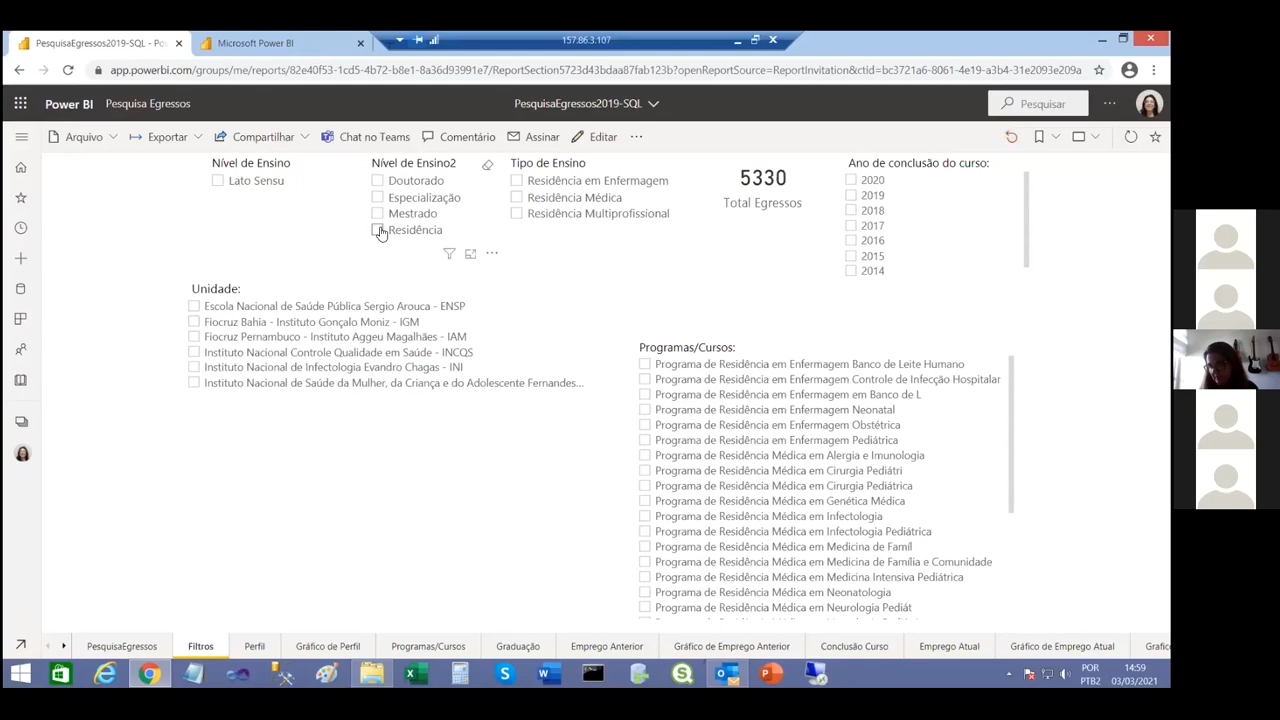 PesquisaEgressos2019-SQL - Po
Microsoft Power BI
157.86.3.107
app.powerbi.com/groups/me/reports/82e40f53-1cd5-4b72-b8e1-8a36d93991e7/ReportSection5723d43bdaa87fab123b?openReportSource=ReportInvitation&ctid=bc3721a6-8061-4e19-a3b4-31e2093e209a
Power BI Pesquisa Egressos
PesquisaEgressos2019-SQL
Pesquisar
Arquivo Exportar Compartilhar Chat no Teams Comentário Assinar Editar
Nível de Ensino
Lato Sensu
Nível de Ensino2
Doutorado
Especialização
Mestrado
Residência
Tipo de Ensino
Residência em Enfermagem
Residência Médica
Residência Multiprofissional
5330
Total Egressos
Ano de conclusão do curso:
2020
2019
2018
2017
2016
2015
2014
Unidade:
Escola Nacional de Saúde Pública Sergio Arouca - ENSP
Fiocruz Bahia - Instituto Gonçalo Moniz - IGM
Fiocruz Pernambuco - Instituto Aggeu Magalhães - IAM
Instituto Nacional Controle Qualidade em Saúde - INCQS
Instituto Nacional de Infectologia Evandro Chagas - INI
Instituto Nacional de Saúde da Mulher, da Criança e do Adolescente Fernandes...
Programas/Cursos:
Programa de Residência em Enfermagem Banco de Leite Humano
Programa de Residência em Enfermagem Controle de Infecção Hospitalar
Programa de Residência em Enfermagem em Banco de L
Programa de Residência em Enfermagem Neonatal
Programa de Residência em Enfermagem Obstétrica
Programa de Residência em Enfermagem Pediátrica
Programa de Residência Médica em Alergia e Imunologia
Programa de Residência Médica em Cirurgia Pediátri
Programa de Residência Médica em Cirurgia Pediátrica
Programa de Residência Médica em Genética Médica
Programa de Residência Médica em Infectologia
Programa de Residência Médica em Infectologia Pediátrica
Programa de Residência Médica em Medicina de Famíl
Programa de Residência Médica em Medicina de Família e Comunidade
Programa de Residência Médica em Medicina Intensiva Pediátrica
Programa de Residência Médica em Neonatologia
Programa de Residência Médica em Neurologia Pediát
PesquisaEgressos Filtros Perfil Gráfico de Perfil Programas/Cursos Graduação Emprego Anterior Gráfico de Emprego Anterior Conclusão Curso Emprego Atual Gráfico de Emprego Atual Grafic
POR
PTB2
14:59
03/03/2021